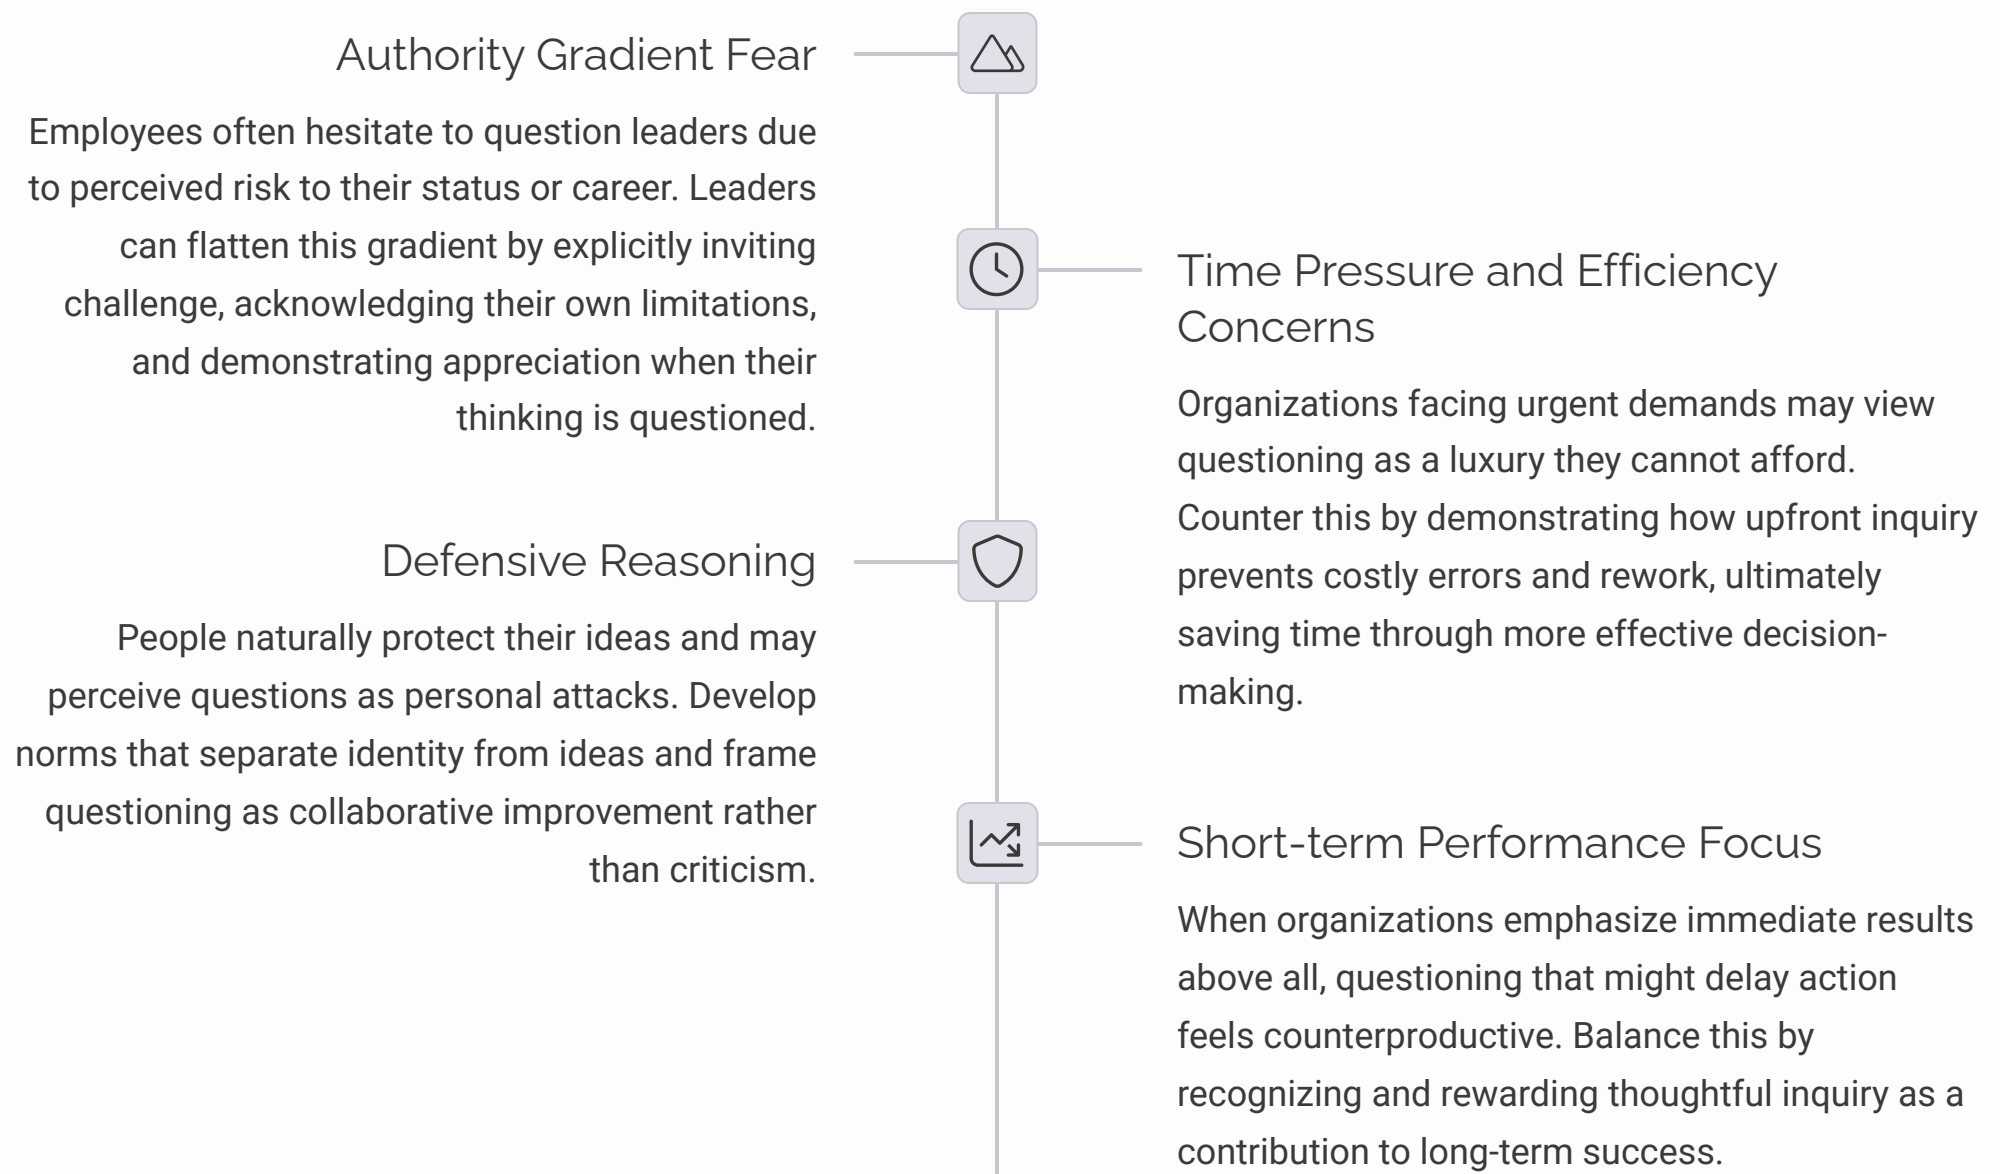 Authority Gradient Fear
Employees often hesitate to question leaders due
to perceived risk to their status or career. Leaders
can flatten this gradient by explicitly inviting
challenge, acknowledging their own limitations,
and demonstrating appreciation when their
thinking is questioned.
Time Pressure and Efficiency
Concerns
Organizations facing urgent demands may view
questioning as a luxury they cannot afford.
Counter this by demonstrating how upfront inquiry
prevents costly errors and rework, ultimately
saving time through more effective decision-
making.
Defensive Reasoning
People naturally protect their ideas and may
perceive questions as personal attacks. Develop
norms that separate identity from ideas and frame
questioning as collaborative improvement rather
than criticism.
Short-term Performance Focus
When organizations emphasize immediate results
above all, questioning that might delay action
feels counterproductive. Balance this by
recognizing and rewarding thoughtful inquiry as a
contribution to long-term success.